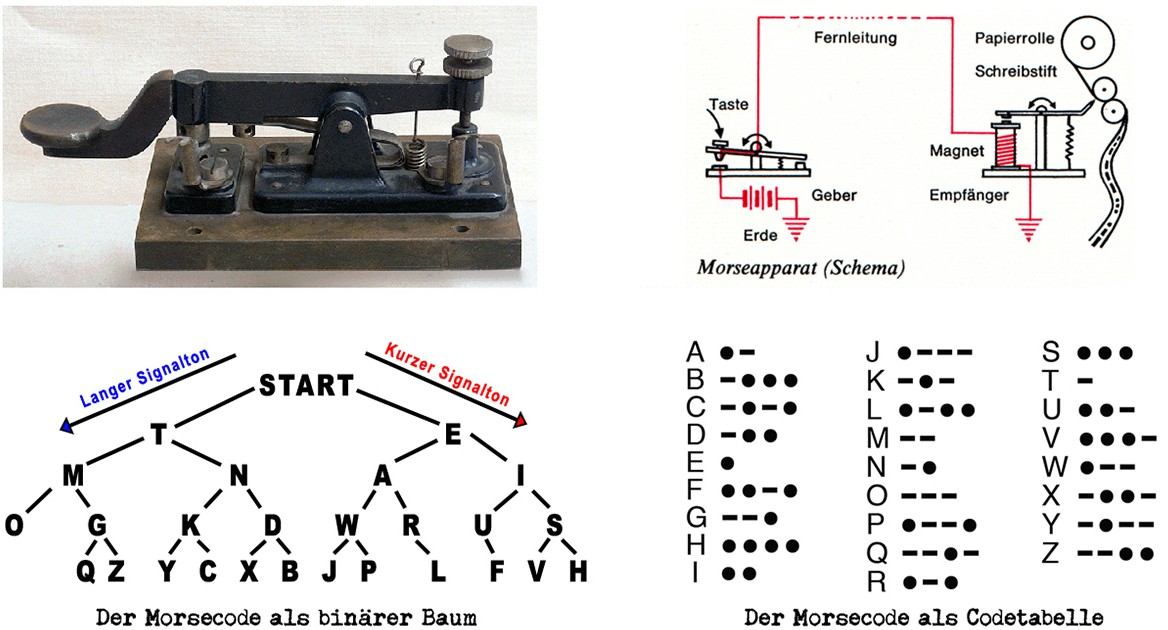 Taste
Fernleitung
Papierrolle
Schreibstift
Magnet
Geber
Empfänger
Erde
Morseapparat (Schema)
Langer Signalton
Kurzer Signalton
START
T E
M N A I
O G K D W R U S
Q Z Y C X B J P L F V H
Der Morsecode als binärer Baum
A ●-
B -●●●
C -●-●
D -●●
E ●
F ●●-●
G --●
H ●●●●
I ●●
J ●---
K -●-
L ●-●●
M --
N -●
O ---
P ●--●
Q --●-
R ●-●
S ●●●
T -
U ●●-
V ●●●-
W ●--
X -●●-
Y -●--
Z --●●
Der Morsecode als Codetabelle